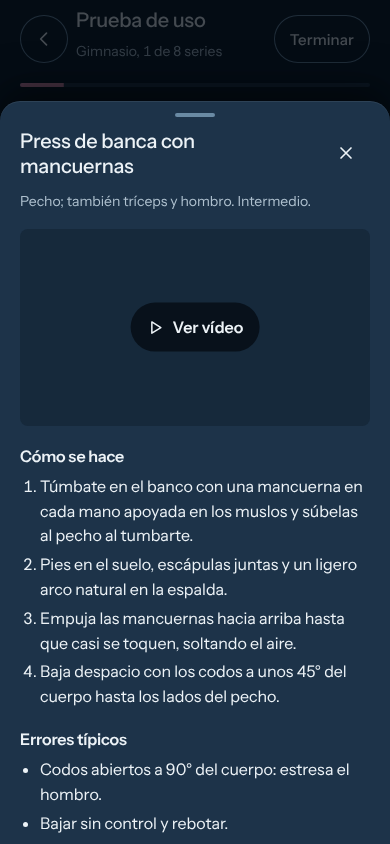 Prueba de uso
Gimnasio, 1 de 8 series
Terminar
Press de banca con
mancuernas
Pecho; también tríceps y hombro. Intermedio.
Ver vídeo
Cómo se hace
1. Túmbate en el banco con una mancuerna en
cada mano apoyada en los muslos y súbelas
al pecho al tumbarte.
2. Pies en el suelo, escápulas juntas y un ligero
arco natural en la espalda.
3. Empuja las mancuernas hacia arriba hasta
que casi se toquen, soltando el aire.
4. Baja despacio con los codos a unos 45° del
cuerpo hasta los lados del pecho.
Errores típicos
• Codos abiertos a 90° del cuerpo: estresa el
hombro.
• Bajar sin control y rebotar.